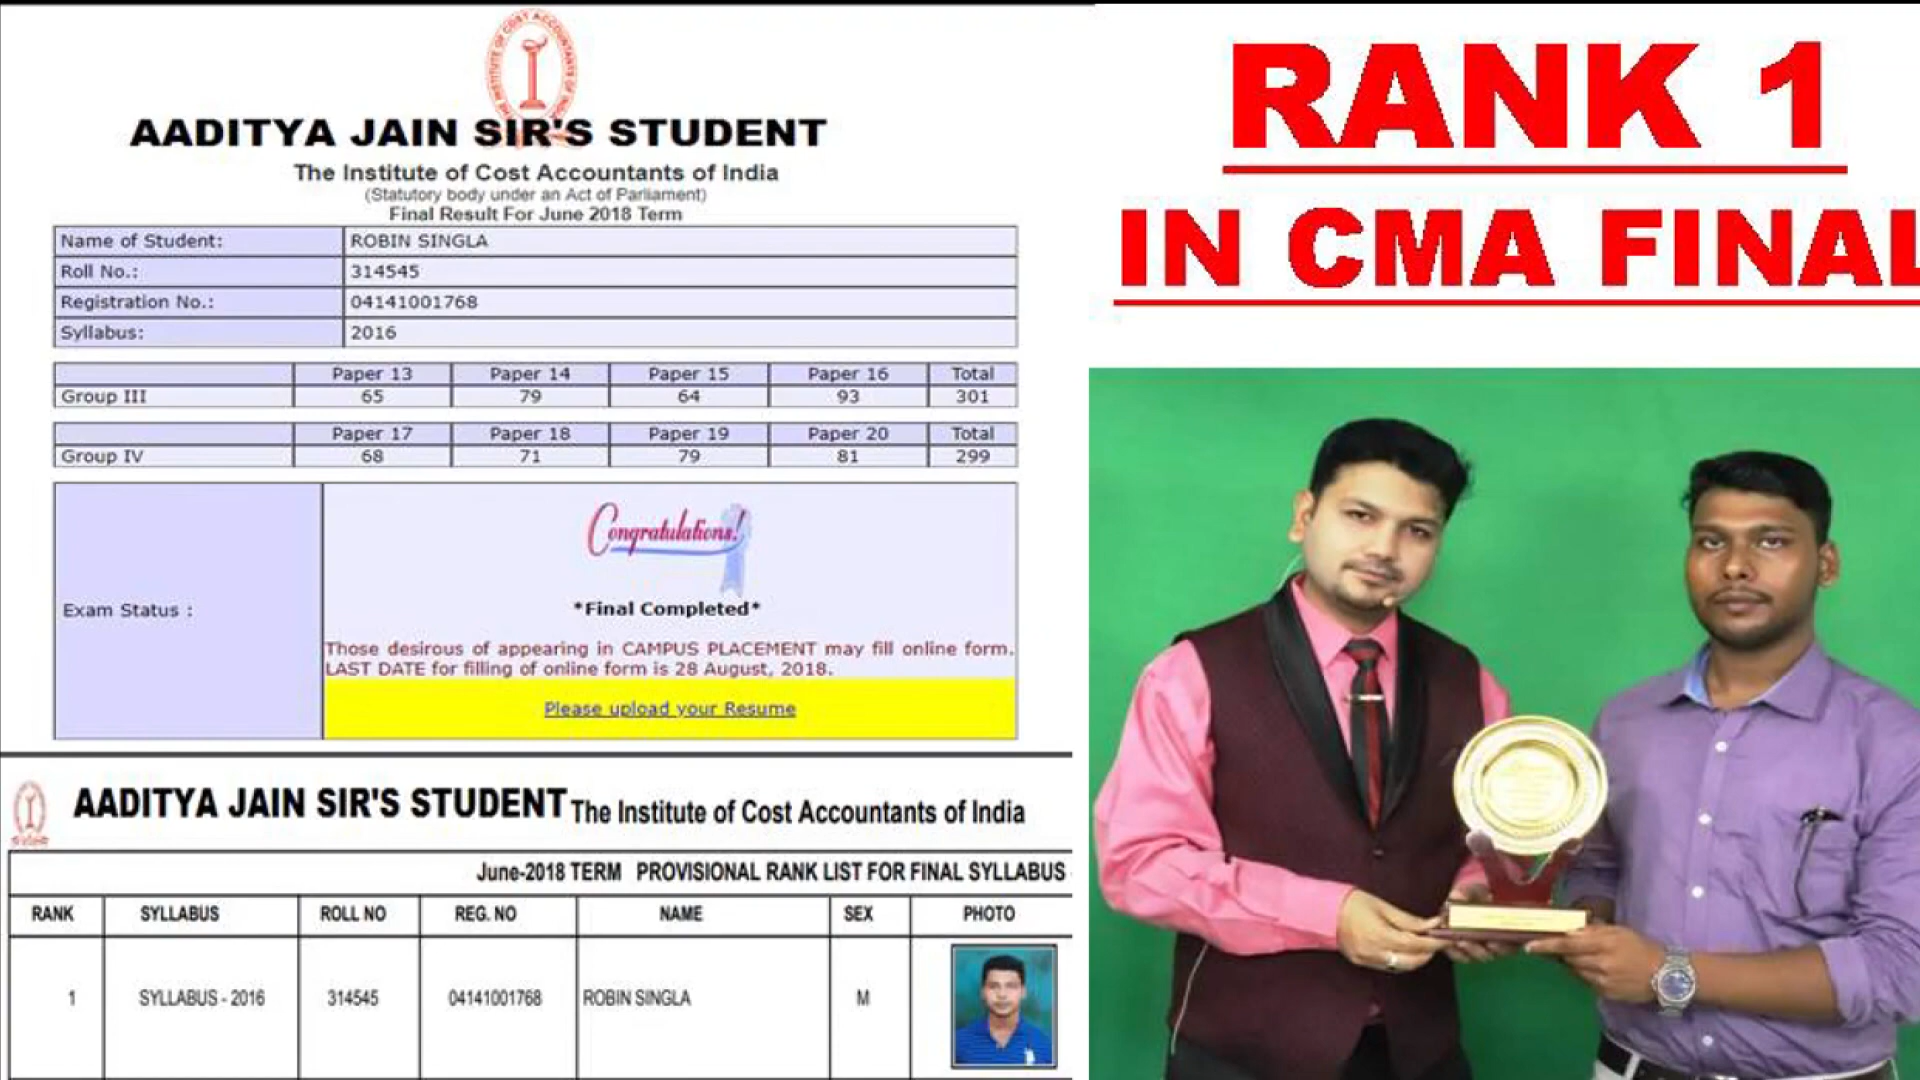 THE INSTITUTE OF COST ACCOUNTANTS OF INDIA
AADITYA JAIN SIR'S STUDENT
The Institute of Cost Accountants of India
(Statutory body under an Act of Parliament)
Final Result For June 2018 Term
Name of Student: ROBIN SINGLA
Roll No.: 314545
Registration No.: 04141001768
Syllabus: 2016
Paper 13 Paper 14 Paper 15 Paper 16 Total
Group III 65 79 64 93 301
Paper 17 Paper 18 Paper 19 Paper 20 Total
Group IV 68 71 79 81 299
Congratulations!
Exam Status : *Final Completed*
Those desirous of appearing in CAMPUS PLACEMENT may fill online form.
LAST DATE for filling of online form is 28 August, 2018.
Please upload your Resume
AADITYA JAIN SIR'S STUDENT The Institute of Cost Accountants of India
June-2018 TERM PROVISIONAL RANK LIST FOR FINAL SYLLABUS
RANK SYLLABUS ROLL NO REG. NO NAME SEX PHOTO
1 SYLLABUS - 2016 314545 04141001768 ROBIN SINGLA M
RANK 1
IN CMA FINAL